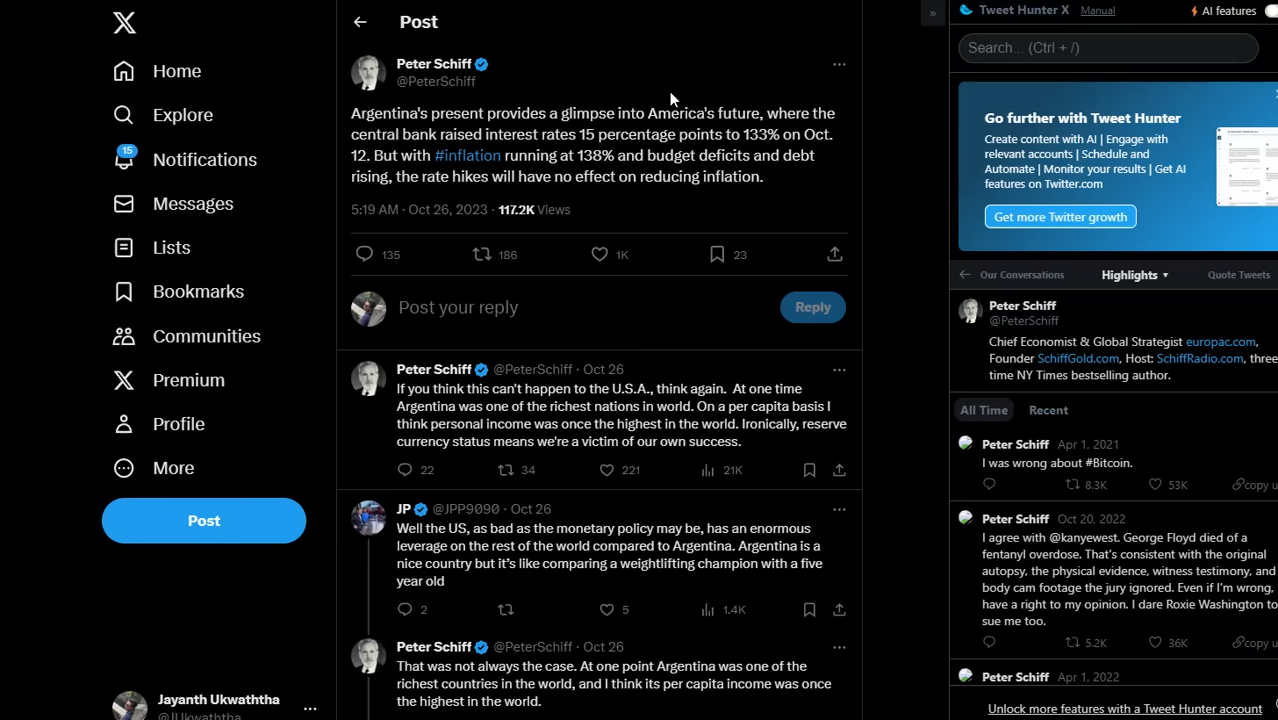 Home
Explore
15
Notifications
Messages
Lists
Bookmarks
Communities
Premium
Profile
More
Post
Jayanth Ukwaththa
@JUkwaththa
Post
Peter Schiff
@PeterSchiff
Argentina's present provides a glimpse into America's future, where the
central bank raised interest rates 15 percentage points to 133% on Oct.
12. But with #inflation running at 138% and budget deficits and debt
rising, the rate hikes will have no effect on reducing inflation.
5:19 AM · Oct 26, 2023 · 117.2K Views
135 186 1K 23
Post your reply
Reply
Peter Schiff @PeterSchiff · Oct 26
If you think this can't happen to the U.S.A., think again. At one time
Argentina was one of the richest nations in world. On a per capita basis I
think personal income was once the highest in the world. Ironically, reserve
currency status means we're a victim of our own success.
22 34 221 21K
JP @JPP9090 · Oct 26
Well the US, as bad as the monetary policy may be, has an enormous
leverage on the rest of the world compared to Argentina. Argentina is a
nice country but it's like comparing a weightlifting champion with a five
year old
2 5 1.4K
Peter Schiff @PeterSchiff · Oct 26
That was not always the case. At one point Argentina was one of the
richest countries in the world, and I think its per capita income was once
the highest in the world.
»
Tweet Hunter X Manual AI features
Search... (Ctrl + /)
Go further with Tweet Hunter
Create content with AI | Engage with
relevant accounts | Schedule and
Automate | Monitor your results | Get AI
features on Twitter.com
Get more Twitter growth
Our Conversations Highlights Quote Tweets
Peter Schiff
@PeterSchiff
Chief Economist & Global Strategist europac.com,
Founder SchiffGold.com, Host: SchiffRadio.com, three
time NY Times bestselling author.
All Time Recent
Peter Schiff Apr 1, 2021
I was wrong about #Bitcoin.
8.3K 53K copy u
Peter Schiff Oct 20, 2022
I agree with @kanyewest. George Floyd died of a
fentanyl overdose. That's consistent with the original
autopsy, the physical evidence, witness testimony, and
body cam footage the jury ignored. Even if I'm wrong,
have a right to my opinion. I dare Roxie Washington to
sue me too.
5.2K 36K copy u
Peter Schiff Apr 1, 2022
Unlock more features with a Tweet Hunter account